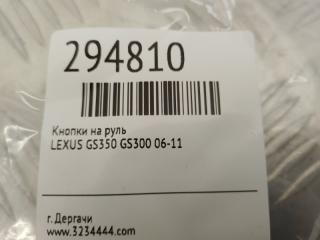 294810
Кнопки на руль
LEXUS GS350 GS300 06-11
г. Дергачи
www.3234444.com